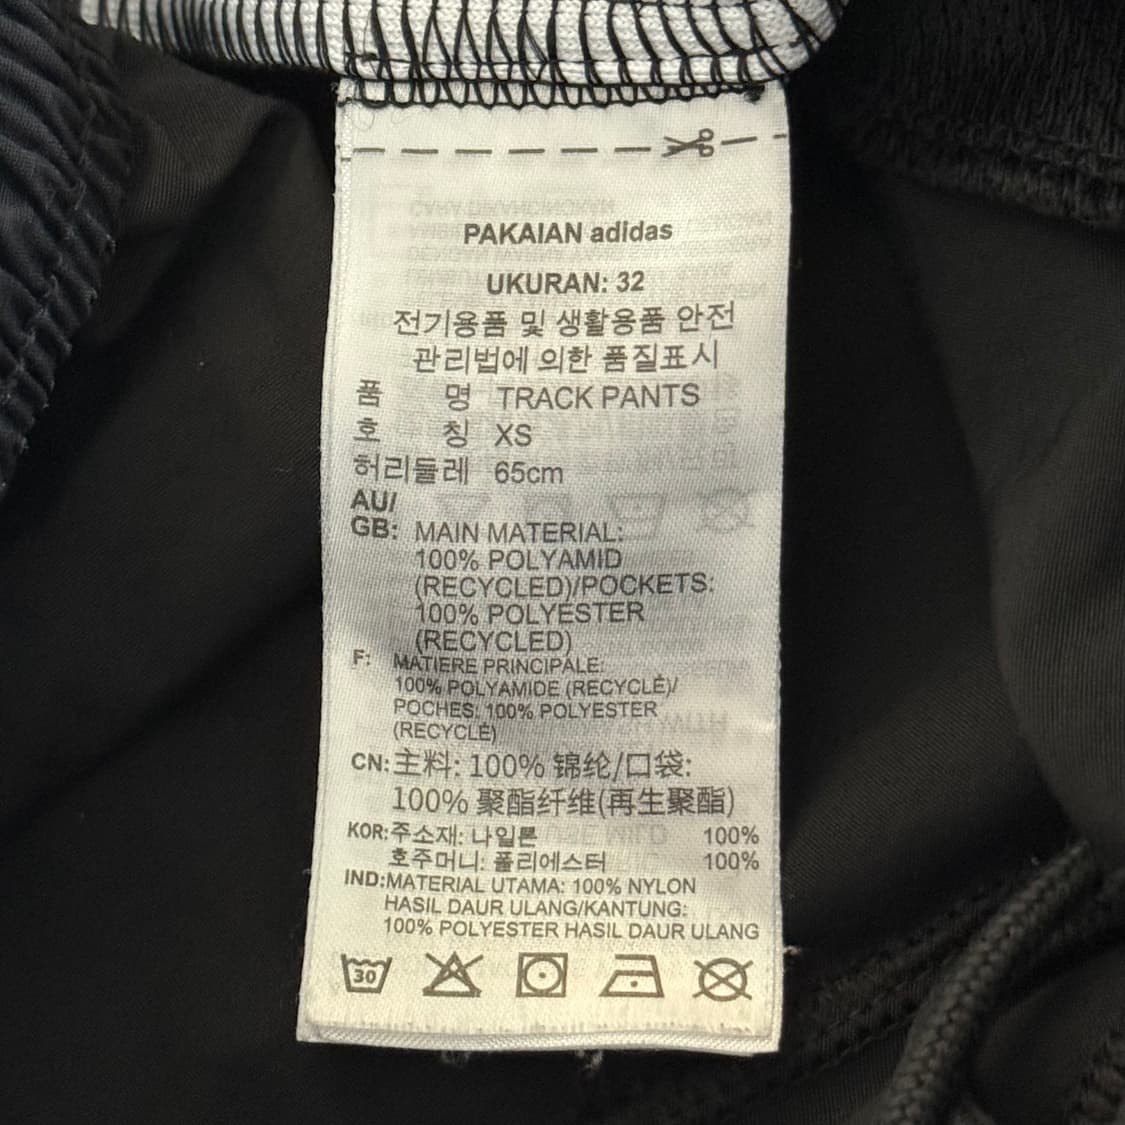 PAKAIAN adidas
UKURAN: 32
전기용품 및 생활용품 안전
관리법에 의한 품질표시
품 명 TRACK PANTS
호 칭 XS
허리둘레 65cm
AU/
GB: MAIN MATERIAL:
100% POLYAMID
(RECYCLED)/POCKETS:
100% POLYESTER
(RECYCLED)
F: MATIERE PRINCIPALE:
100% POLYAMIDE (RECYCLÉ)/
POCHES: 100% POLYESTER
(RECYCLÉ)
CN: 主料: 100% 锦纶/口袋:
100% 聚酯纤维(再生聚酯)
KOR: 주소재: 나일론 100%
호주머니: 폴리에스터 100%
IND: MATERIAL UTAMA: 100% NYLON
HASIL DAUR ULANG/KANTUNG:
100% POLYESTER HASIL DAUR ULANG
30